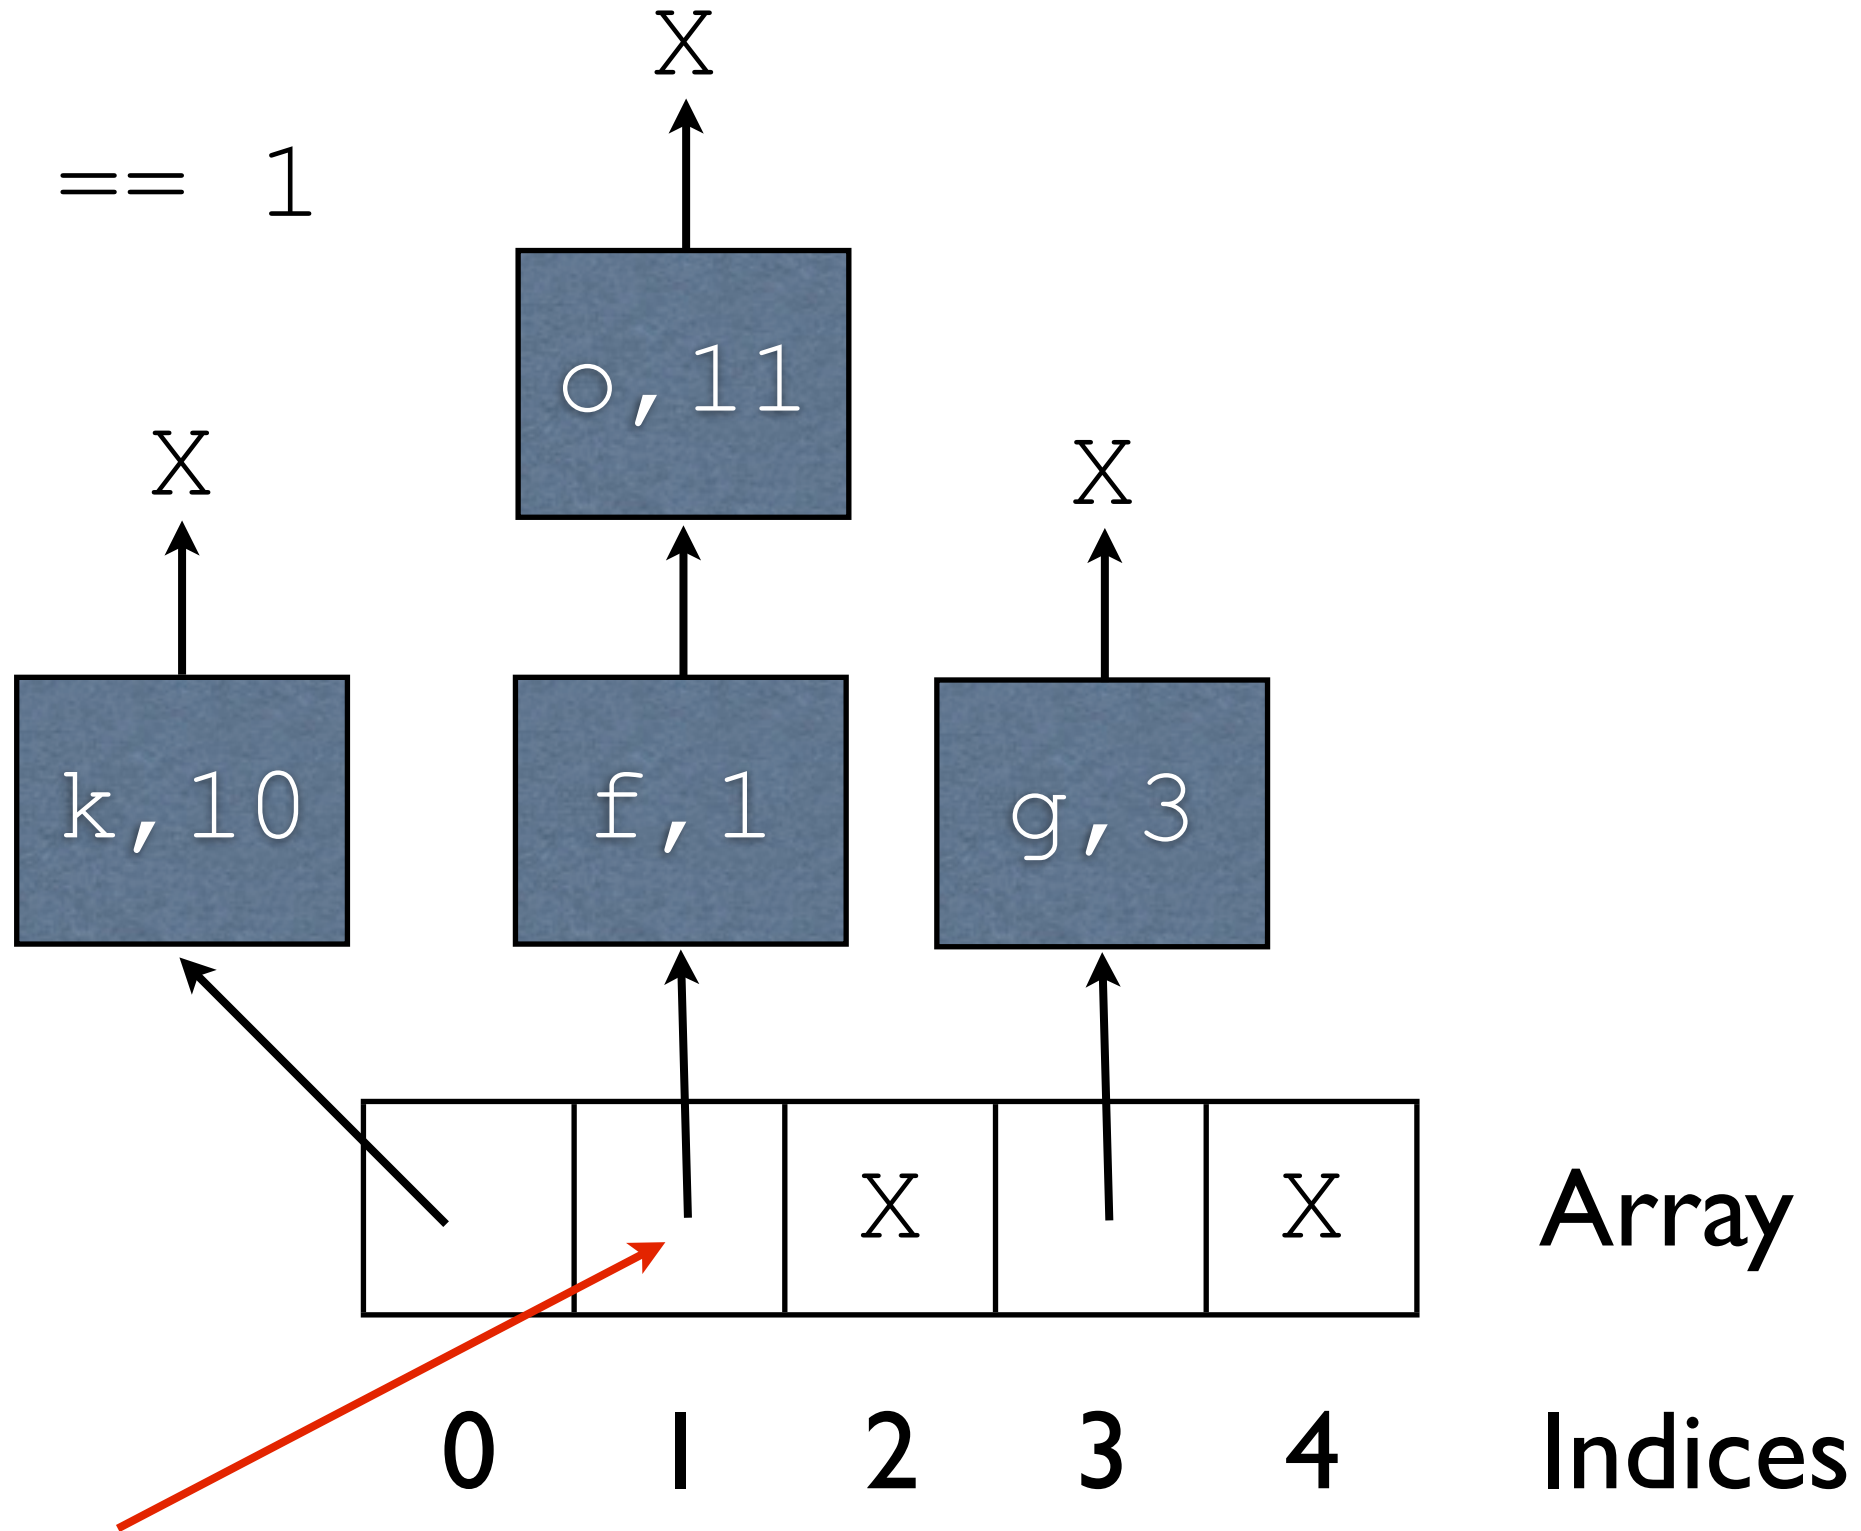 X
== 1
o,11
X
X
k,10
f,1
g,3
X
X
Array
0 1 2 3 4 Indices